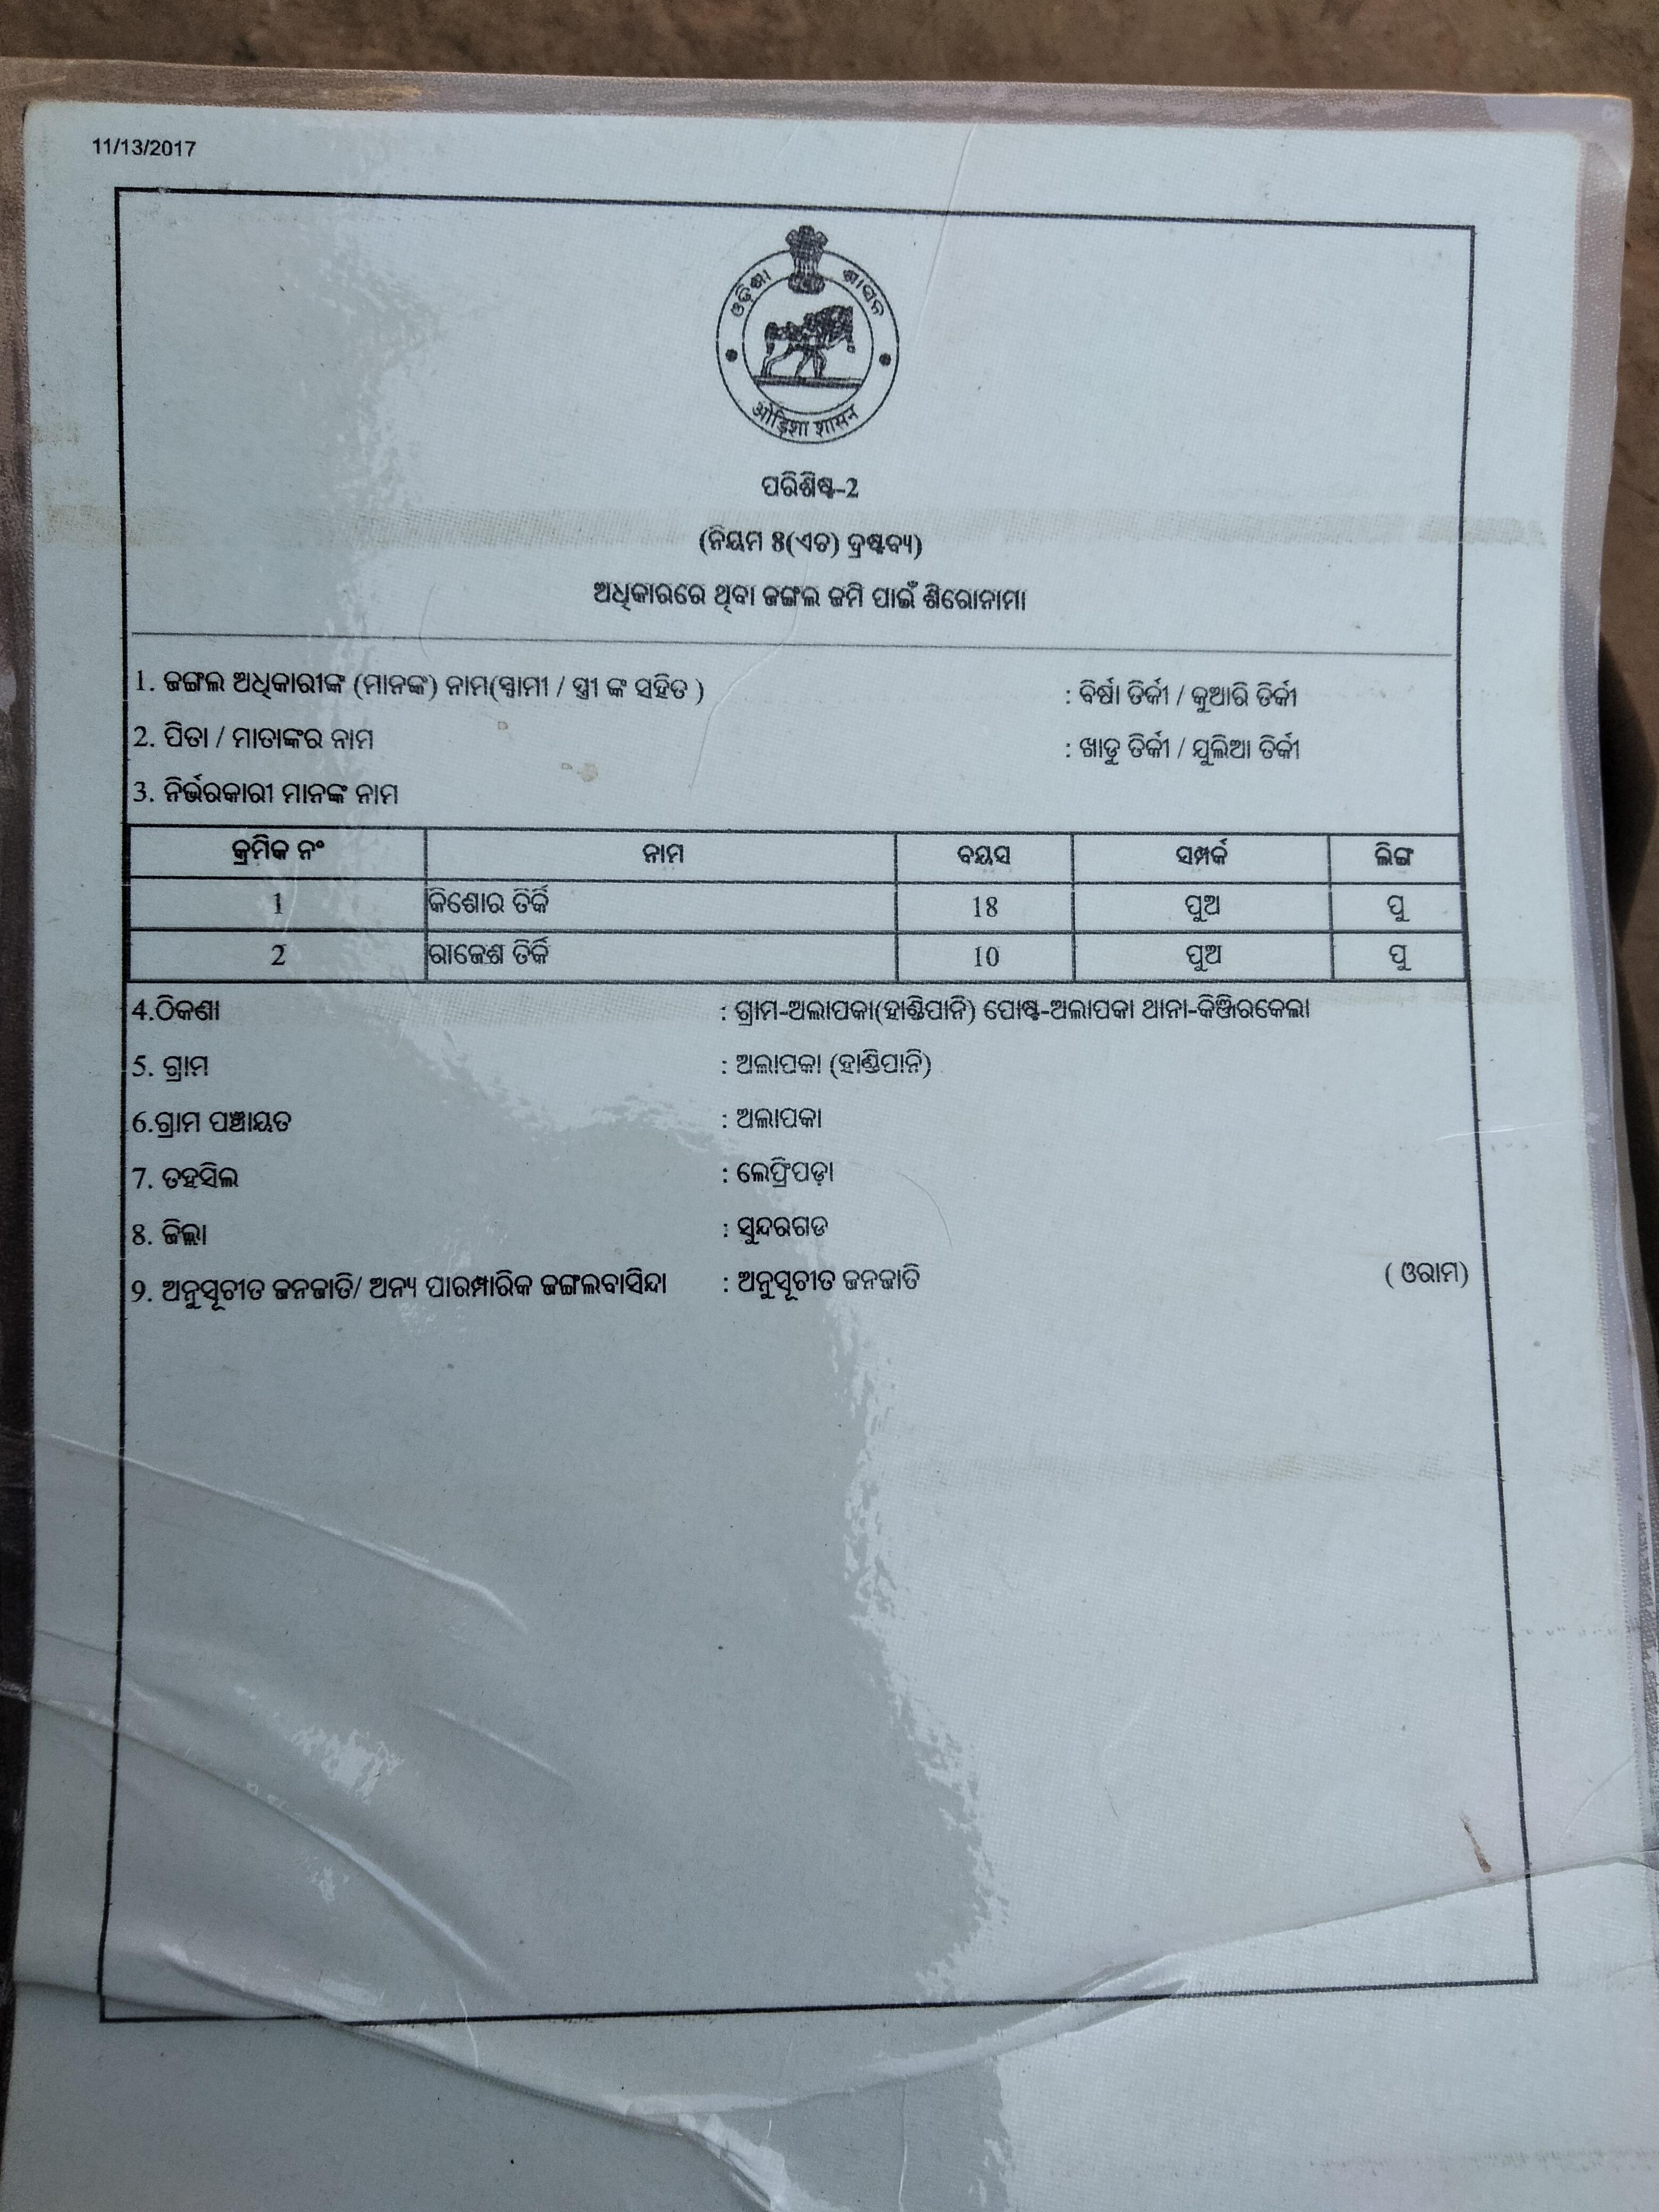 11/13/2017
ଓଡ଼ିଶା ଶାସନ
ओड़िशा शासन
ପରିଶିଷ୍ଟ-2
(ନିୟମ ୫(ଏଚ) ଦ୍ରଷ୍ଟବ୍ୟ)
ଅଧିକାରରେ ଥିବା ଜଙ୍ଗଲ ଜମି ପାଇଁ ଶିରୋନାମା
1. ଜଙ୍ଗଲ ଅଧିକାରୀଙ୍କ (ମାନଙ୍କ) ନାମ(ସ୍ୱାମୀ / ସ୍ତ୍ରୀ ଙ୍କ ସହିତ ) : ବିର୍ଷା ତିର୍କୀ / କୁଆରି ତିର୍କୀ
2. ପିତା / ମାତାଙ୍କର ନାମ : ଖାଡୁ ତିର୍କୀ / ଯୁଲିଆ ତିର୍କୀ
3. ନିର୍ଭରକାରୀ ମାନଙ୍କ ନାମ
କ୍ରମିକ ନଂ ନାମ ବୟସ ସମ୍ପର୍କ ଲିଙ୍ଗ
1 କିଶୋର ତିର୍କି 18 ପୁଅ ପୁ
2 ରାଜେଶ ତିର୍କି 10 ପୁଅ ପୁ
4.ଠିକଣା : ଗ୍ରାମ-ଅଲାପକା(ହାଣ୍ଡିପାନି) ପୋଷ୍ଟ-ଅଲାପକା ଥାନା-କିଞ୍ଜିରକେଲା
5. ଗ୍ରାମ : ଅଲାପକା (ହାଣ୍ଡିପାନି)
6.ଗ୍ରାମ ପଞ୍ଚାୟତ : ଅଲାପକା
7. ତହସିଲ : ଲେଫ୍ରିପଡ଼ା
8. ଜିଲ୍ଲା : ସୁନ୍ଦରଗଡ
9. ଅନୁସୂଚୀତ ଜନଜାତି/ ଅନ୍ୟ ପାରମ୍ପାରିକ ଜଙ୍ଗଲବାସିନ୍ଦା : ଅନୁସୂଚୀତ ଜନଜାତି ( ଓରାମ)